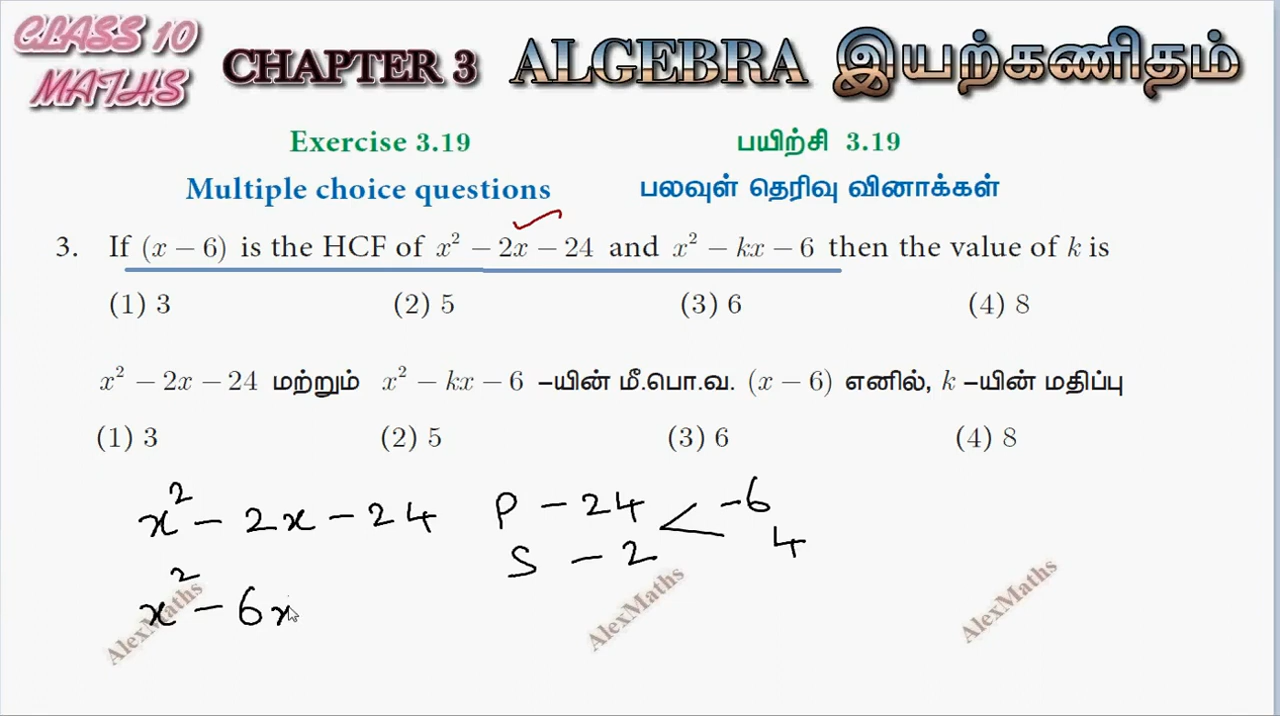 CLASS 10
MATHS
CHAPTER 3 ALGEBRA இயற்கணிதம்
Exercise 3.19 பயிற்சி 3.19
Multiple choice questions பலவுள் தெரிவு வினாக்கள்
3. If (x − 6) is the HCF of x² − 2x − 24 and x² − kx − 6 then the value of k is
(1) 3 (2) 5 (3) 6 (4) 8
x² − 2x − 24 மற்றும் x² − kx − 6 –யின் மீ.பொ.வ. (x − 6) எனில், k –யின் மதிப்பு
(1) 3 (2) 5 (3) 6 (4) 8
x² − 2x − 24 P − 24 < −6
S − 2 4
x² − 6x
AlexMaths AlexMaths AlexMaths